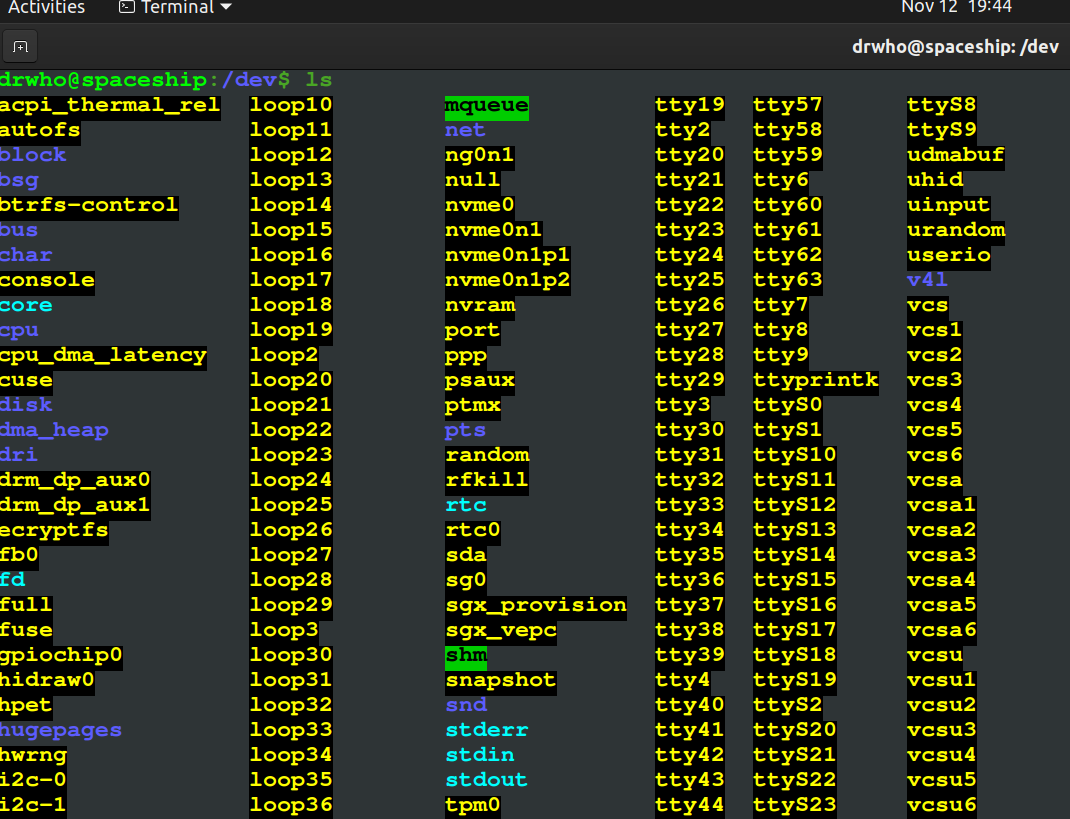 Activities Terminal Nov 12 19:44
drwho@spaceship: /dev
drwho@spaceship:/dev$ ls
acpi_thermal_rel loop10 mqueue tty19 tty57 ttyS8
autofs loop11 net tty2 tty58 ttyS9
block loop12 ng0n1 tty20 tty59 udmabuf
bsg loop13 null tty21 tty6 uhid
btrfs-control loop14 nvme0 tty22 tty60 uinput
bus loop15 nvme0n1 tty23 tty61 urandom
char loop16 nvme0n1p1 tty24 tty62 userio
console loop17 nvme0n1p2 tty25 tty63 v4l
core loop18 nvram tty26 tty7 vcs
cpu loop19 port tty27 tty8 vcs1
cpu_dma_latency loop2 ppp tty28 tty9 vcs2
cuse loop20 psaux tty29 ttyprintk vcs3
disk loop21 ptmx tty3 ttyS0 vcs4
dma_heap loop22 pts tty30 ttyS1 vcs5
dri loop23 random tty31 ttyS10 vcs6
drm_dp_aux0 loop24 rfkill tty32 ttyS11 vcsa
drm_dp_aux1 loop25 rtc tty33 ttyS12 vcsa1
ecryptfs loop26 rtc0 tty34 ttyS13 vcsa2
fb0 loop27 sda tty35 ttyS14 vcsa3
fd loop28 sg0 tty36 ttyS15 vcsa4
full loop29 sgx_provision tty37 ttyS16 vcsa5
fuse loop3 sgx_vepc tty38 ttyS17 vcsa6
gpiochip0 loop30 shm tty39 ttyS18 vcsu
hidraw0 loop31 snapshot tty4 ttyS19 vcsu1
hpet loop32 snd tty40 ttyS2 vcsu2
hugepages loop33 stderr tty41 ttyS20 vcsu3
hwrng loop34 stdin tty42 ttyS21 vcsu4
i2c-0 loop35 stdout tty43 ttyS22 vcsu5
i2c-1 loop36 tpm0 tty44 ttyS23 vcsu6